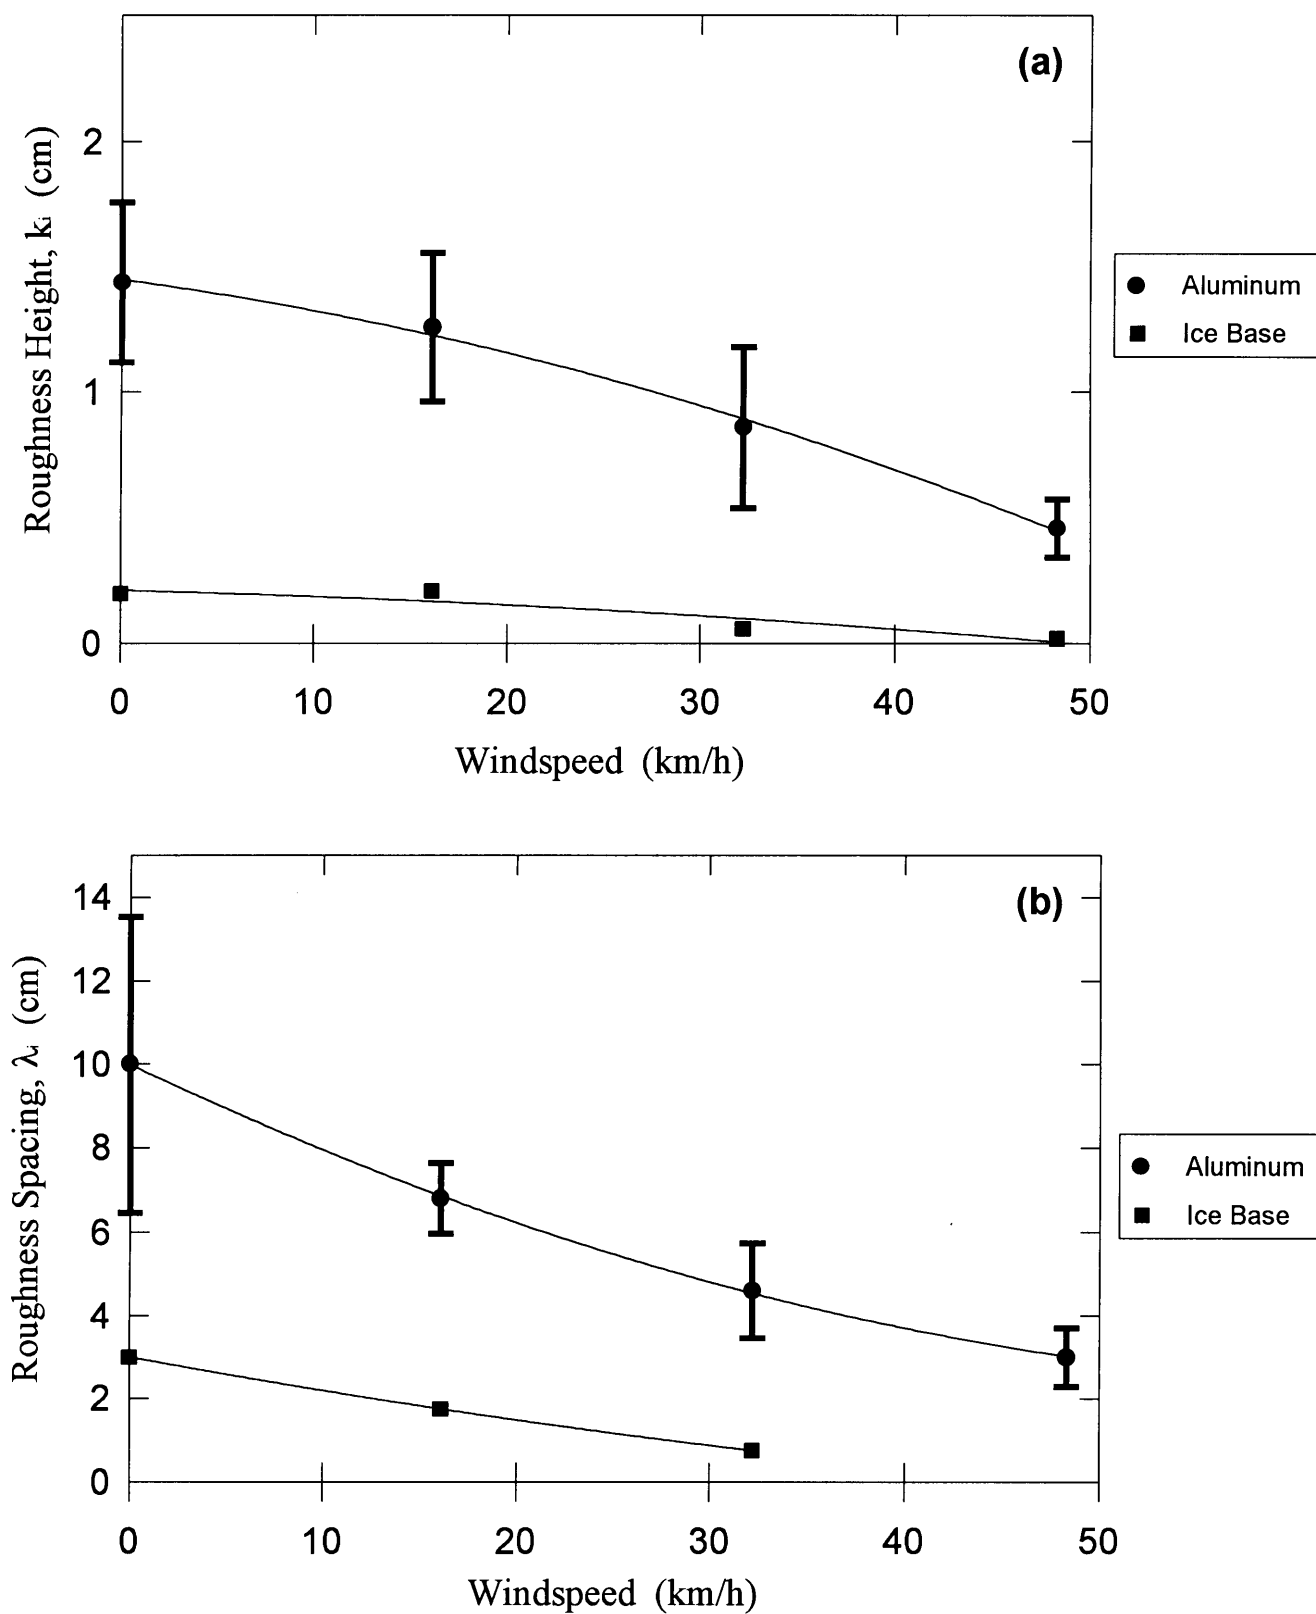 (a)
2
1
0
Roughness Height, ki (cm)
0 10 20 30 40 50
Windspeed (km/h)
Aluminum
Ice Base
(b)
14
12
10
8
6
4
2
0
Roughness Spacing, λi (cm)
0 10 20 30 40 50
Windspeed (km/h)
Aluminum
Ice Base